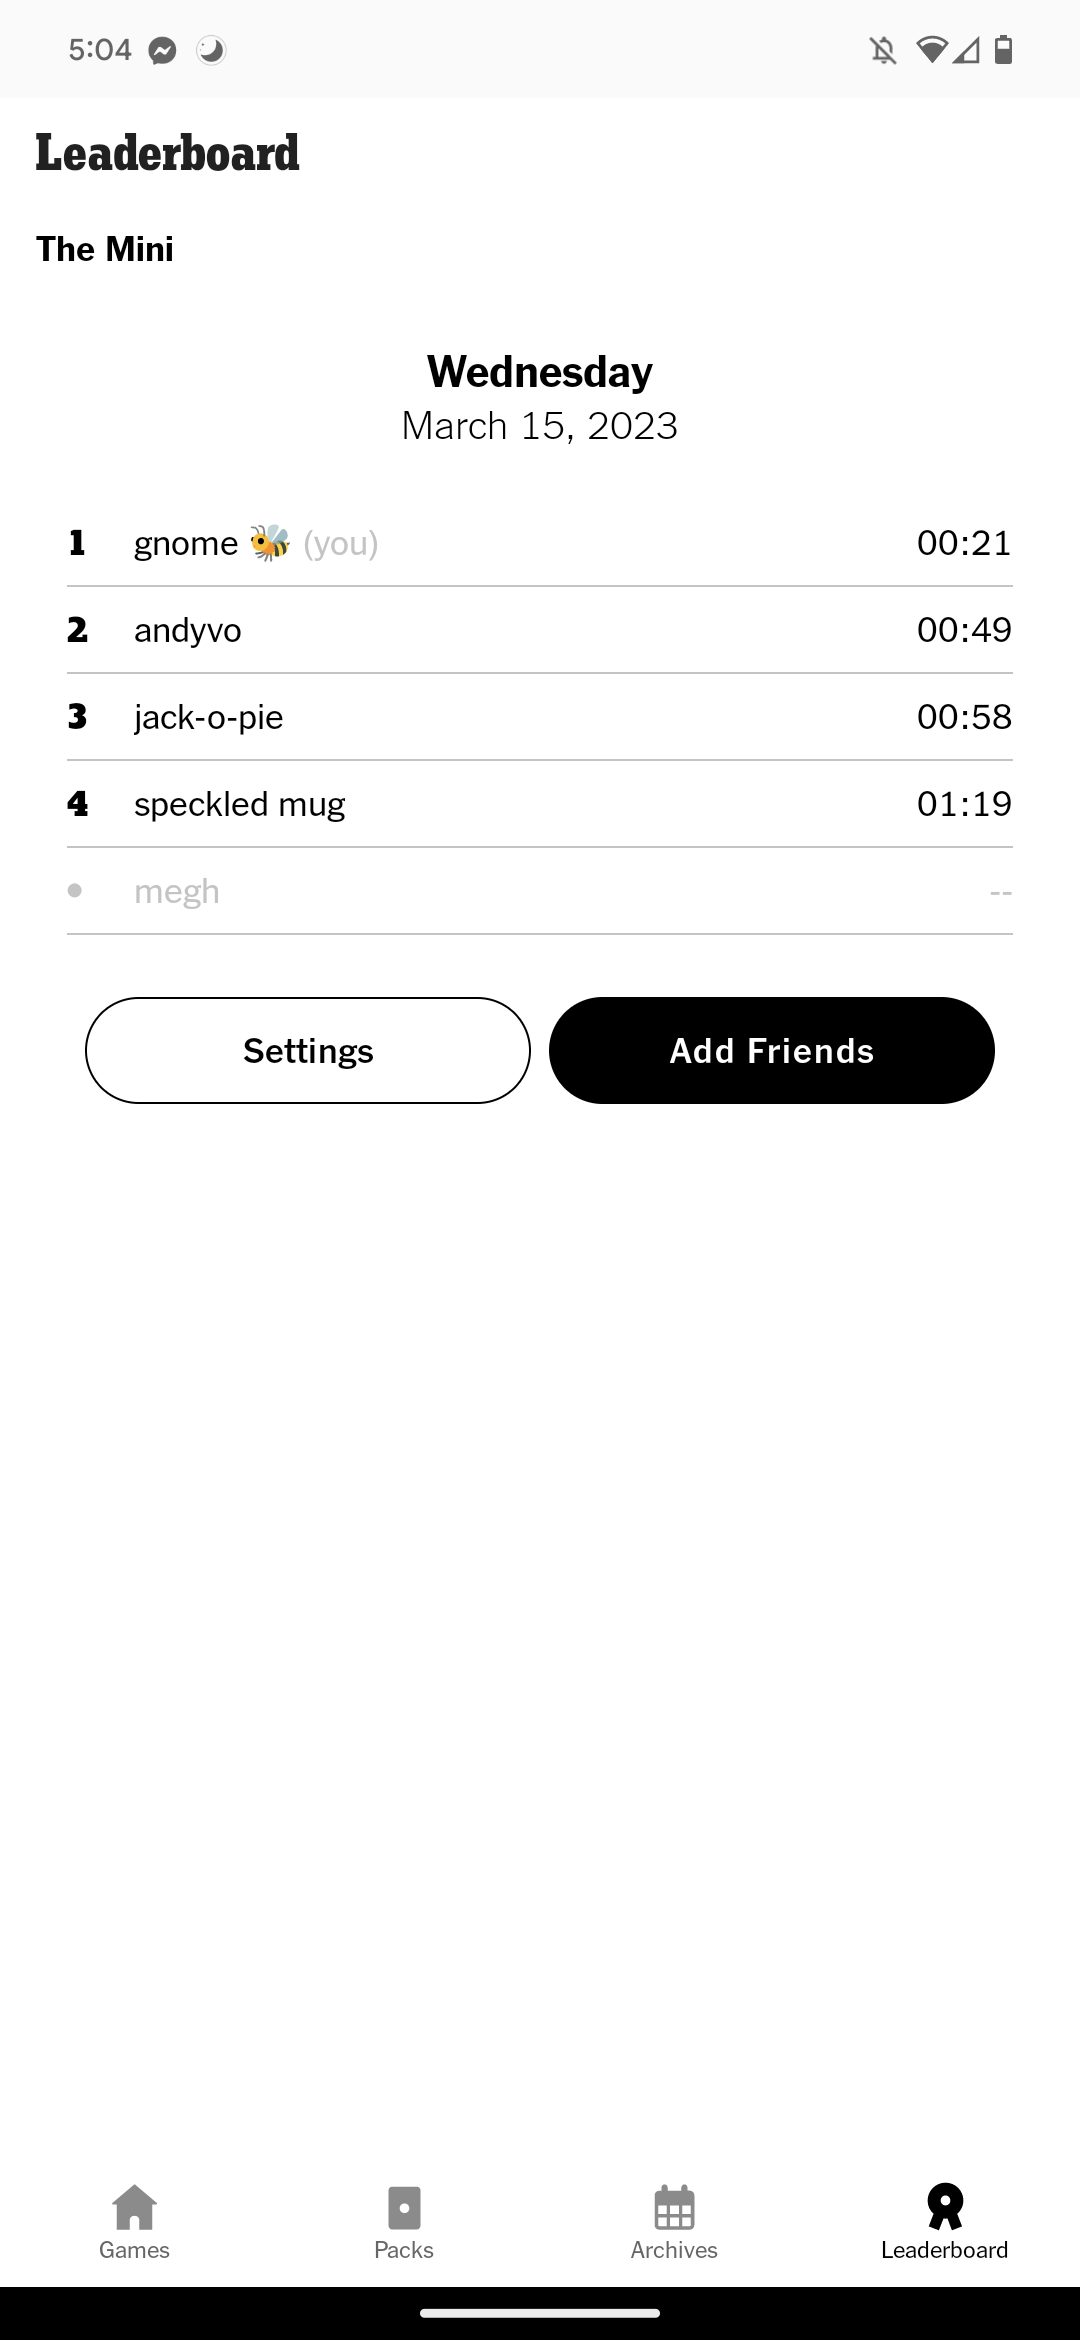 5:04
Leaderboard
The Mini
Wednesday
March 15, 2023
1 gnome 🐝 (you) 00:21
2 andyvo 00:49
3 jack-o-pie 00:58
4 speckled mug 01:19
• megh --
Settings Add Friends
Games Packs Archives Leaderboard